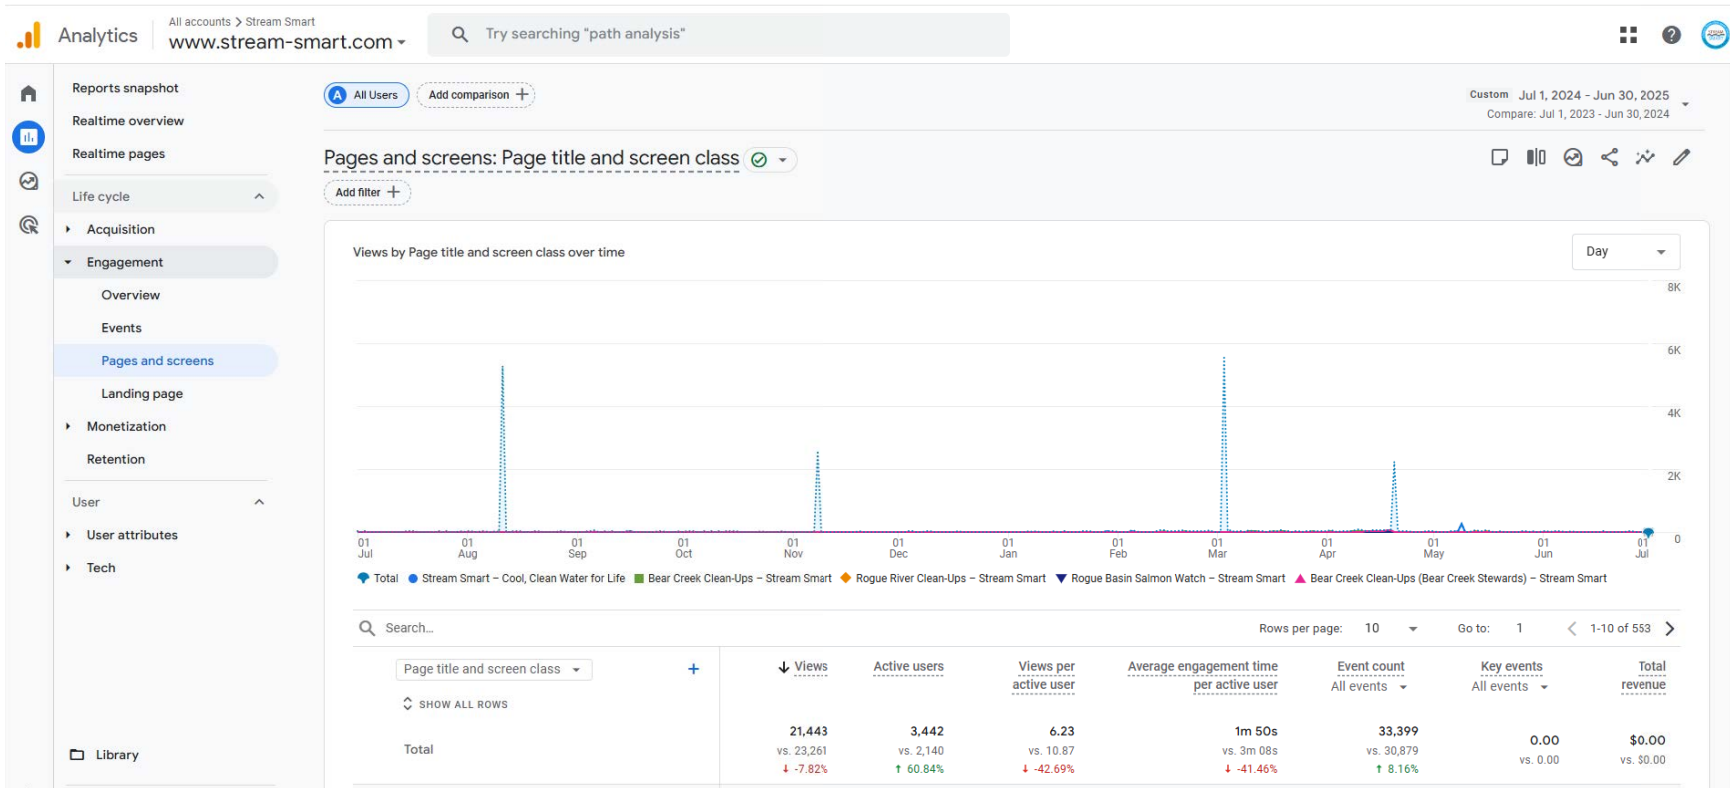 All accounts > Stream Smart
Analytics
www.stream-smart.com
Try searching "path analysis"
Reports snapshot
Realtime overview
Realtime pages
Life cycle
Acquisition
Engagement
Overview
Events
Pages and screens
Landing page
Monetization
Retention
User
User attributes
Tech
Library
A All Users
Add comparison +
Custom Jul 1, 2024 - Jun 30, 2025
Compare: Jul 1, 2023 - Jun 30, 2024
Pages and screens: Page title and screen class
Add filter +
Views by Page title and screen class over time
Day
8K
6K
4K
2K
0
01 01 01 01 01 01 01 01 01 01 01 01 01
Jul Aug Sep Oct Nov Dec Jan Feb Mar Apr May Jun Jul
Total Stream Smart – Cool, Clean Water for Life Bear Creek Clean-Ups – Stream Smart Rogue River Clean-Ups – Stream Smart Rogue Basin Salmon Watch – Stream Smart Bear Creek Clean-Ups (Bear Creek Stewards) – Stream Smart
Search...
Rows per page: 10 Go to: 1 < 1-10 of 553 >
Page title and screen class +
SHOW ALL ROWS
↓ Views Active users Views per Average engagement time Event count Key events Total
active user per active user All events All events revenue
Total
21,443 3,442 6.23 1m 50s 33,399 0.00 $0.00
vs. 23,261 vs. 2,140 vs. 10.87 vs. 3m 08s vs. 30,879 vs. 0.00 vs. $0.00
↓ -7.82% ↑ 60.84% ↓ -42.69% ↓ -41.46% ↑ 8.16%